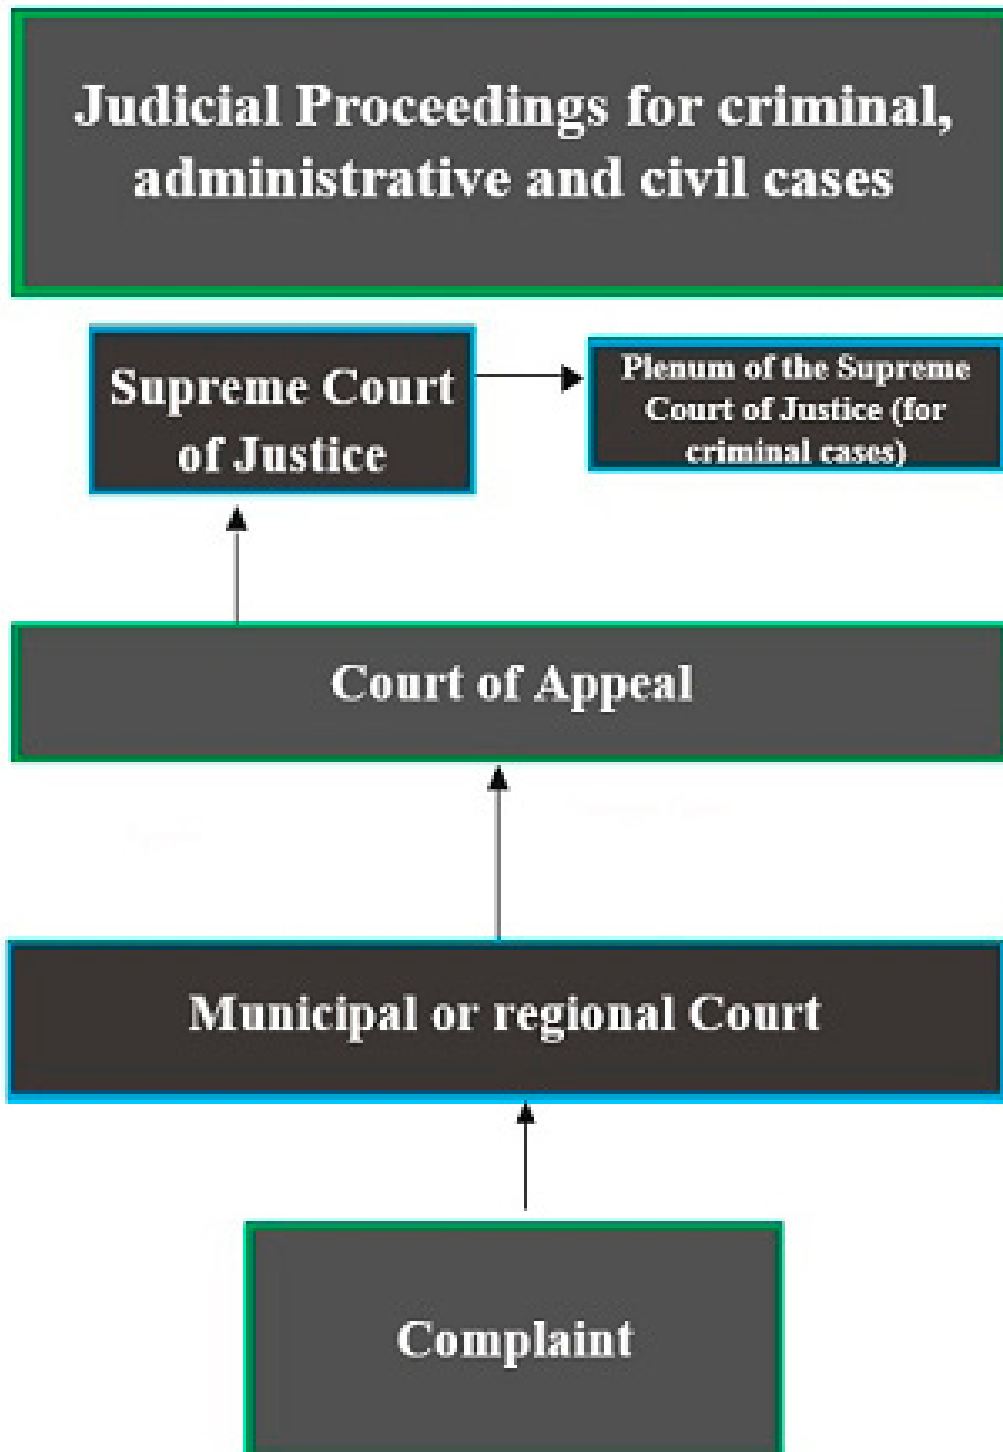 Judicial Proceedings for criminal,
administrative and civil cases
Supreme Court
of Justice
Plenum of the Supreme
Court of Justice (for
criminal cases)
Court of Appeal
Municipal or regional Court
Complaint